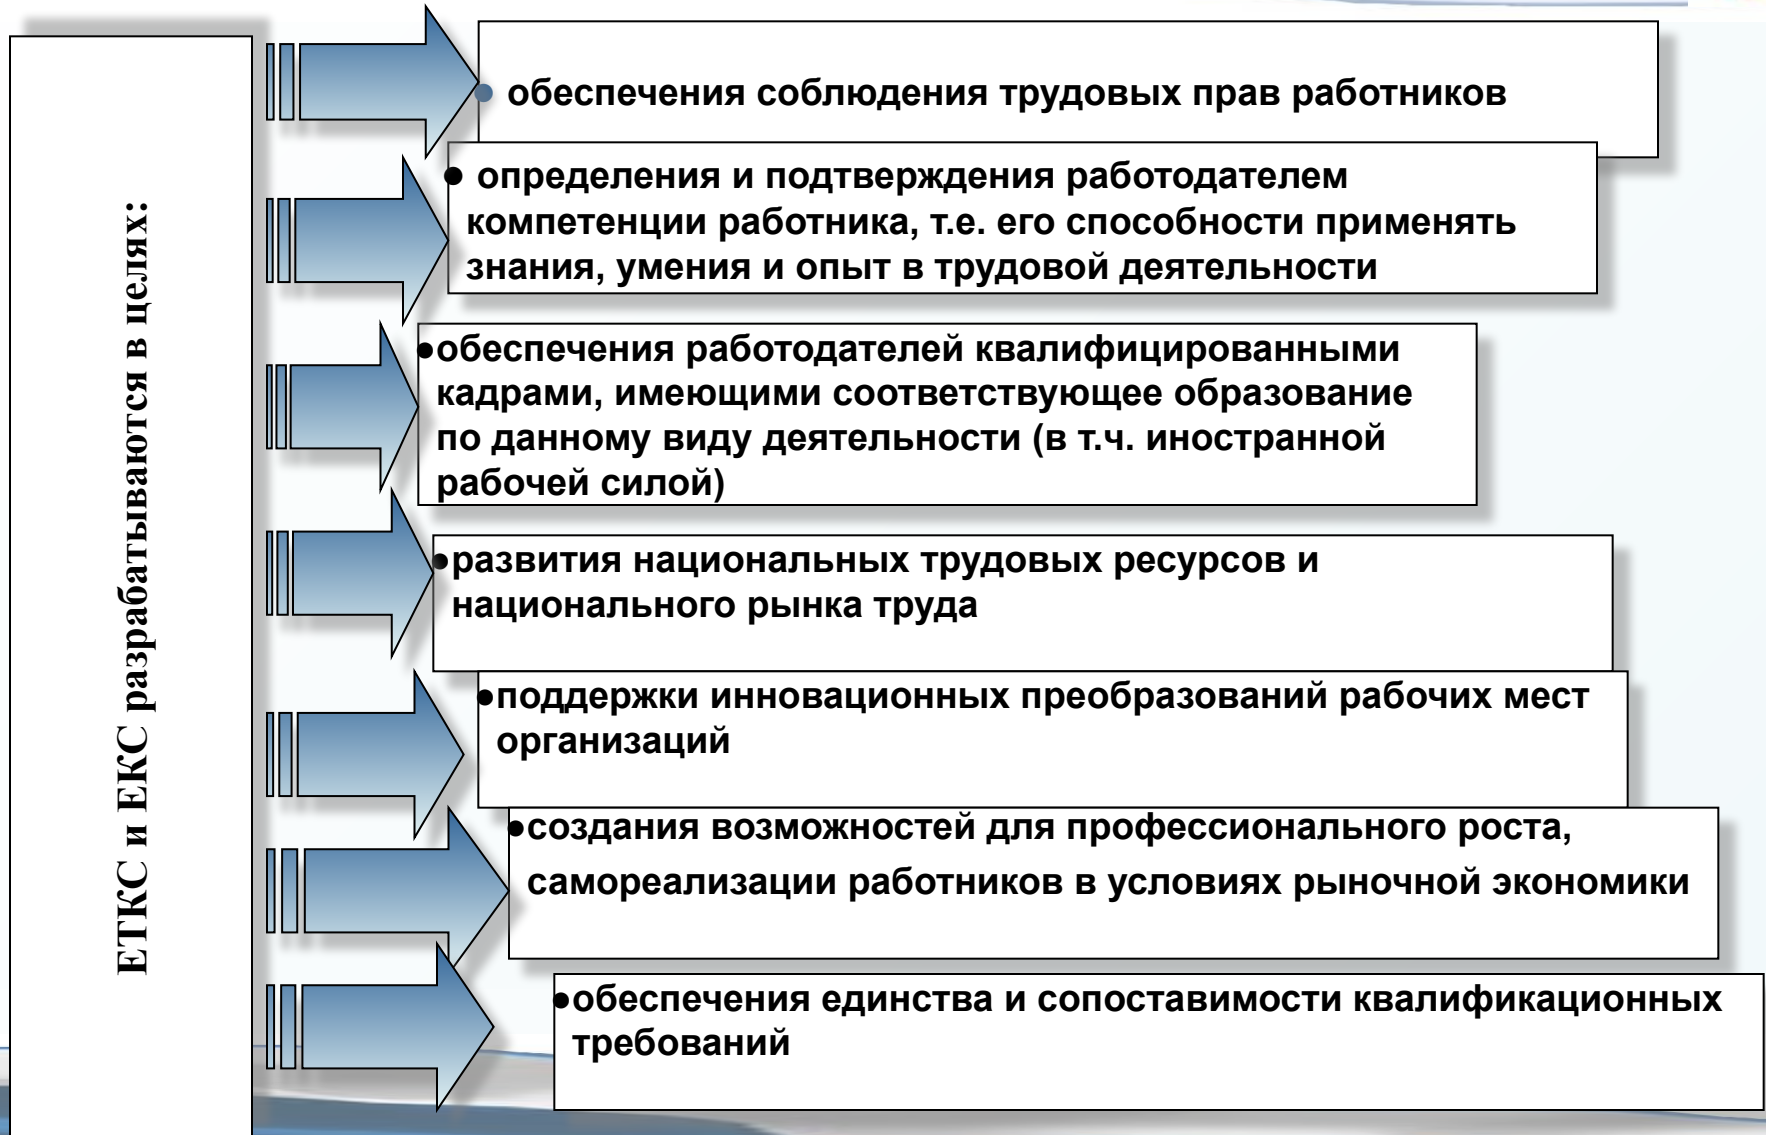 ЕТКС и ЕКС разрабатываются в целях:
• обеспечения соблюдения трудовых прав работников
• определения и подтверждения работодателем
компетенции работника, т.е. его способности применять
знания, умения и опыт в трудовой деятельности
•обеспечения работодателей квалифицированными
кадрами, имеющими соответствующее образование
по данному виду деятельности (в т.ч. иностранной
рабочей силой)
•развития национальных трудовых ресурсов и
национального рынка труда
•поддержки инновационных преобразований рабочих мест
организаций
•создания возможностей для профессионального роста,
самореализации работников в условиях рыночной экономики
•обеспечения единства и сопоставимости квалификационных
требований